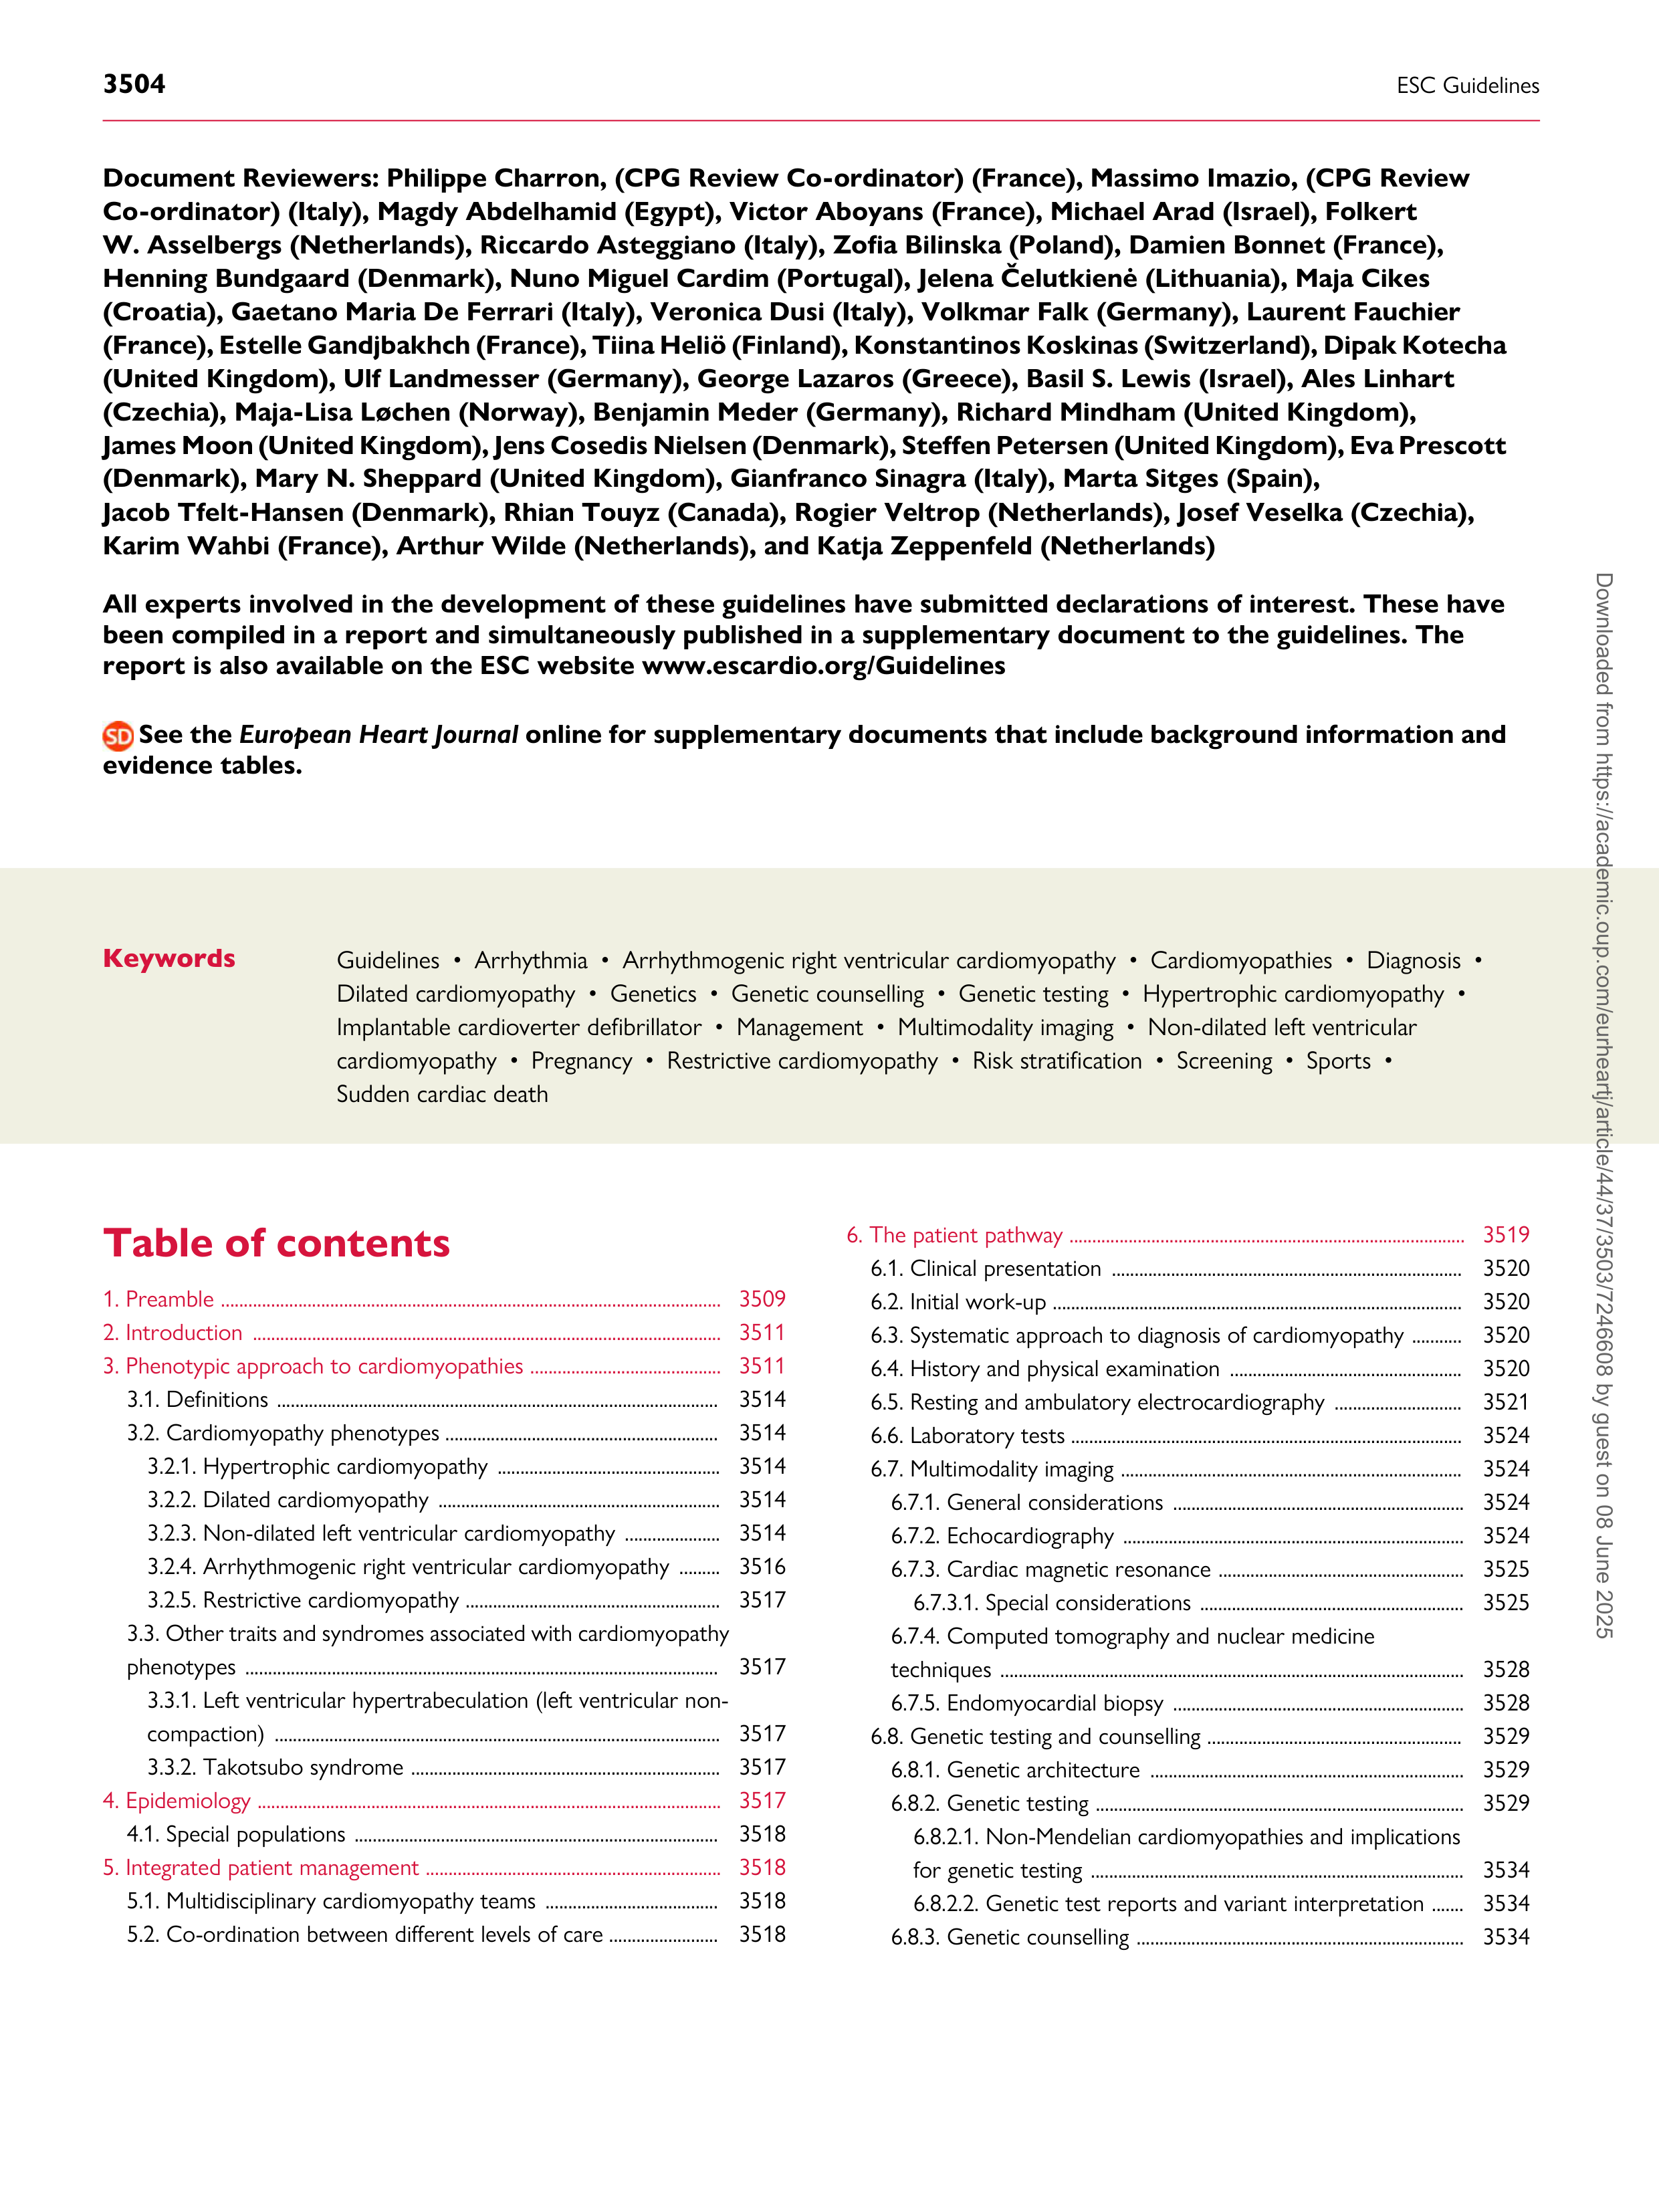 3504
ESC Guidelines
Document Reviewers: Philippe Charron, (CPG Review Co-ordinator) (France), Massimo Imazio, (CPG Review
Co-ordinator) (Italy), Magdy Abdelhamid (Egypt), Victor Aboyans (France), Michael Arad (Israel), Folkert
W. Asselbergs (Netherlands), Riccardo Asteggiano (Italy), Zofia Bilinska (Poland), Damien Bonnet (France),
Henning Bundgaard (Denmark), Nuno Miguel Cardim (Portugal), Jelena Čelutkienė (Lithuania), Maja Cikes
(Croatia), Gaetano Maria De Ferrari (Italy), Veronica Dusi (Italy), Volkmar Falk (Germany), Laurent Fauchier
(France), Estelle Gandjbakhch (France), Tiina Heliö (Finland), Konstantinos Koskinas (Switzerland), Dipak Kotecha
(United Kingdom), Ulf Landmesser (Germany), George Lazaros (Greece), Basil S. Lewis (Israel), Ales Linhart
(Czechia), Maja-Lisa Løchen (Norway), Benjamin Meder (Germany), Richard Mindham (United Kingdom),
James Moon (United Kingdom), Jens Cosedis Nielsen (Denmark), Steffen Petersen (United Kingdom), Eva Prescott
(Denmark), Mary N. Sheppard (United Kingdom), Gianfranco Sinagra (Italy), Marta Sitges (Spain),
Jacob Tfelt-Hansen (Denmark), Rhian Touyz (Canada), Rogier Veltrop (Netherlands), Josef Veselka (Czechia),
Karim Wahbi (France), Arthur Wilde (Netherlands), and Katja Zeppenfeld (Netherlands)
All experts involved in the development of these guidelines have submitted declarations of interest. These have
been compiled in a report and simultaneously published in a supplementary document to the guidelines. The
report is also available on the ESC website www.escardio.org/Guidelines
SD See the European Heart Journal online for supplementary documents that include background information and
evidence tables.
Keywords
Guidelines • Arrhythmia • Arrhythmogenic right ventricular cardiomyopathy • Cardiomyopathies • Diagnosis •
Dilated cardiomyopathy • Genetics • Genetic counselling • Genetic testing • Hypertrophic cardiomyopathy •
Implantable cardioverter defibrillator • Management • Multimodality imaging • Non-dilated left ventricular
cardiomyopathy • Pregnancy • Restrictive cardiomyopathy • Risk stratification • Screening • Sports •
Sudden cardiac death
Table of contents
1. Preamble ........ 3509
2. Introduction ........ 3511
3. Phenotypic approach to cardiomyopathies ........ 3511
3.1. Definitions ........ 3514
3.2. Cardiomyopathy phenotypes ........ 3514
3.2.1. Hypertrophic cardiomyopathy ........ 3514
3.2.2. Dilated cardiomyopathy ........ 3514
3.2.3. Non-dilated left ventricular cardiomyopathy ........ 3514
3.2.4. Arrhythmogenic right ventricular cardiomyopathy ........ 3516
3.2.5. Restrictive cardiomyopathy ........ 3517
3.3. Other traits and syndromes associated with cardiomyopathy
phenotypes ........ 3517
3.3.1. Left ventricular hypertrabeculation (left ventricular non-
compaction) ........ 3517
3.3.2. Takotsubo syndrome ........ 3517
4. Epidemiology ........ 3517
4.1. Special populations ........ 3518
5. Integrated patient management ........ 3518
5.1. Multidisciplinary cardiomyopathy teams ........ 3518
5.2. Co-ordination between different levels of care ........ 3518
6. The patient pathway ........ 3519
6.1. Clinical presentation ........ 3520
6.2. Initial work-up ........ 3520
6.3. Systematic approach to diagnosis of cardiomyopathy ........ 3520
6.4. History and physical examination ........ 3520
6.5. Resting and ambulatory electrocardiography ........ 3521
6.6. Laboratory tests ........ 3524
6.7. Multimodality imaging ........ 3524
6.7.1. General considerations ........ 3524
6.7.2. Echocardiography ........ 3524
6.7.3. Cardiac magnetic resonance ........ 3525
6.7.3.1. Special considerations ........ 3525
6.7.4. Computed tomography and nuclear medicine
techniques ........ 3528
6.7.5. Endomyocardial biopsy ........ 3528
6.8. Genetic testing and counselling ........ 3529
6.8.1. Genetic architecture ........ 3529
6.8.2. Genetic testing ........ 3529
6.8.2.1. Non-Mendelian cardiomyopathies and implications
for genetic testing ........ 3534
6.8.2.2. Genetic test reports and variant interpretation ........ 3534
6.8.3. Genetic counselling ........ 3534
Downloaded from https://academic.oup.com/eurheartj/article/44/37/3503/7246608 by guest on 08 June 2025